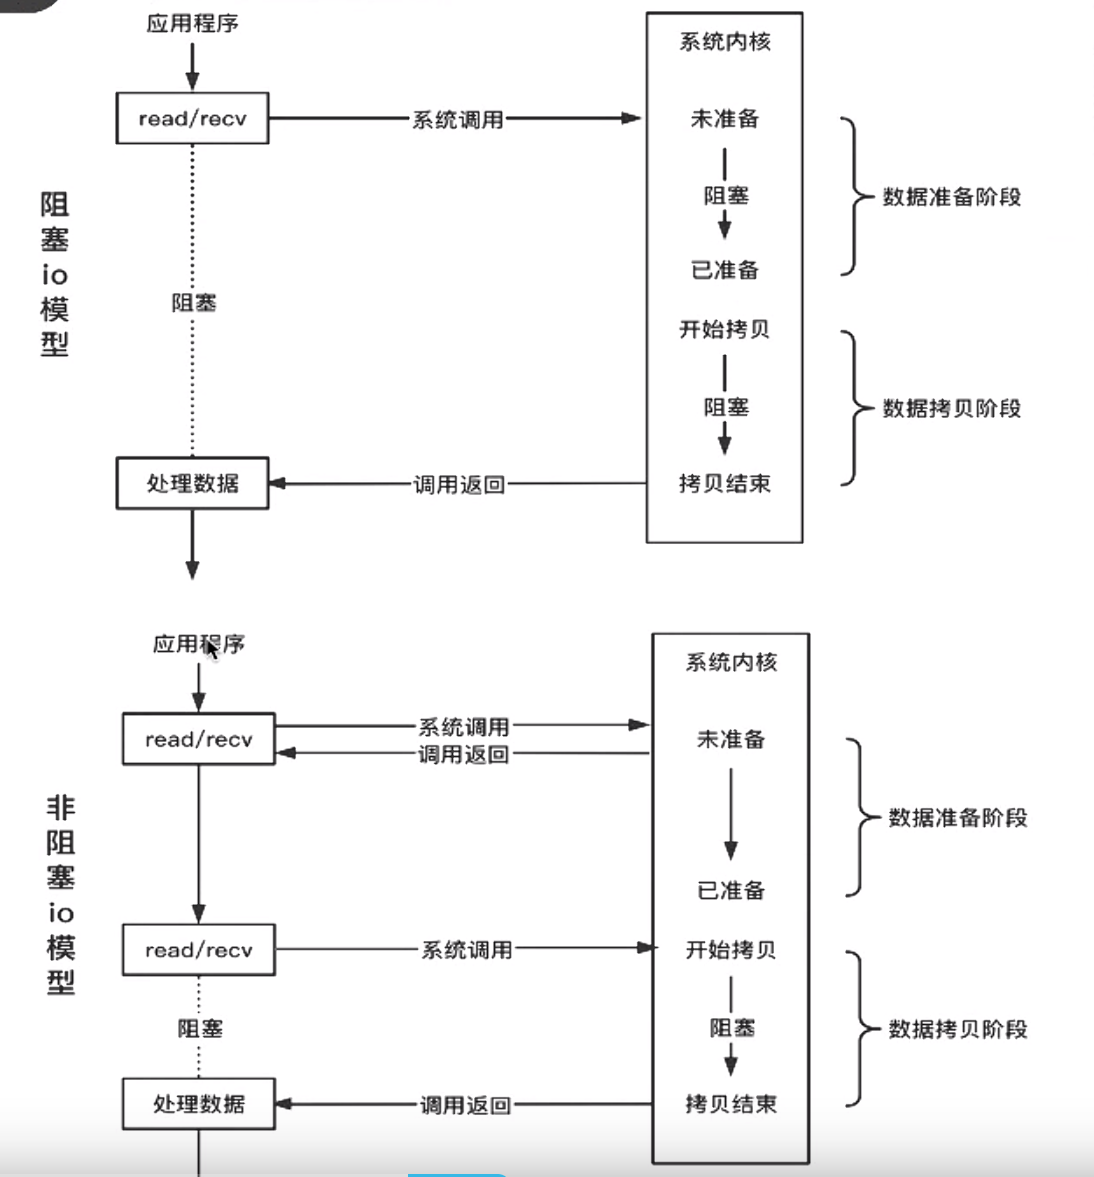 应用程序
系统内核
read/recv
系统调用
未准备
阻塞
数据准备阶段
已准备
阻塞io模型
阻塞
开始拷贝
阻塞
数据拷贝阶段
处理数据
调用返回
拷贝结束
应用程序
系统内核
read/recv
系统调用
调用返回
未准备
数据准备阶段
已准备
非阻塞io模型
read/recv
系统调用
开始拷贝
阻塞
阻塞
数据拷贝阶段
处理数据
调用返回
拷贝结束